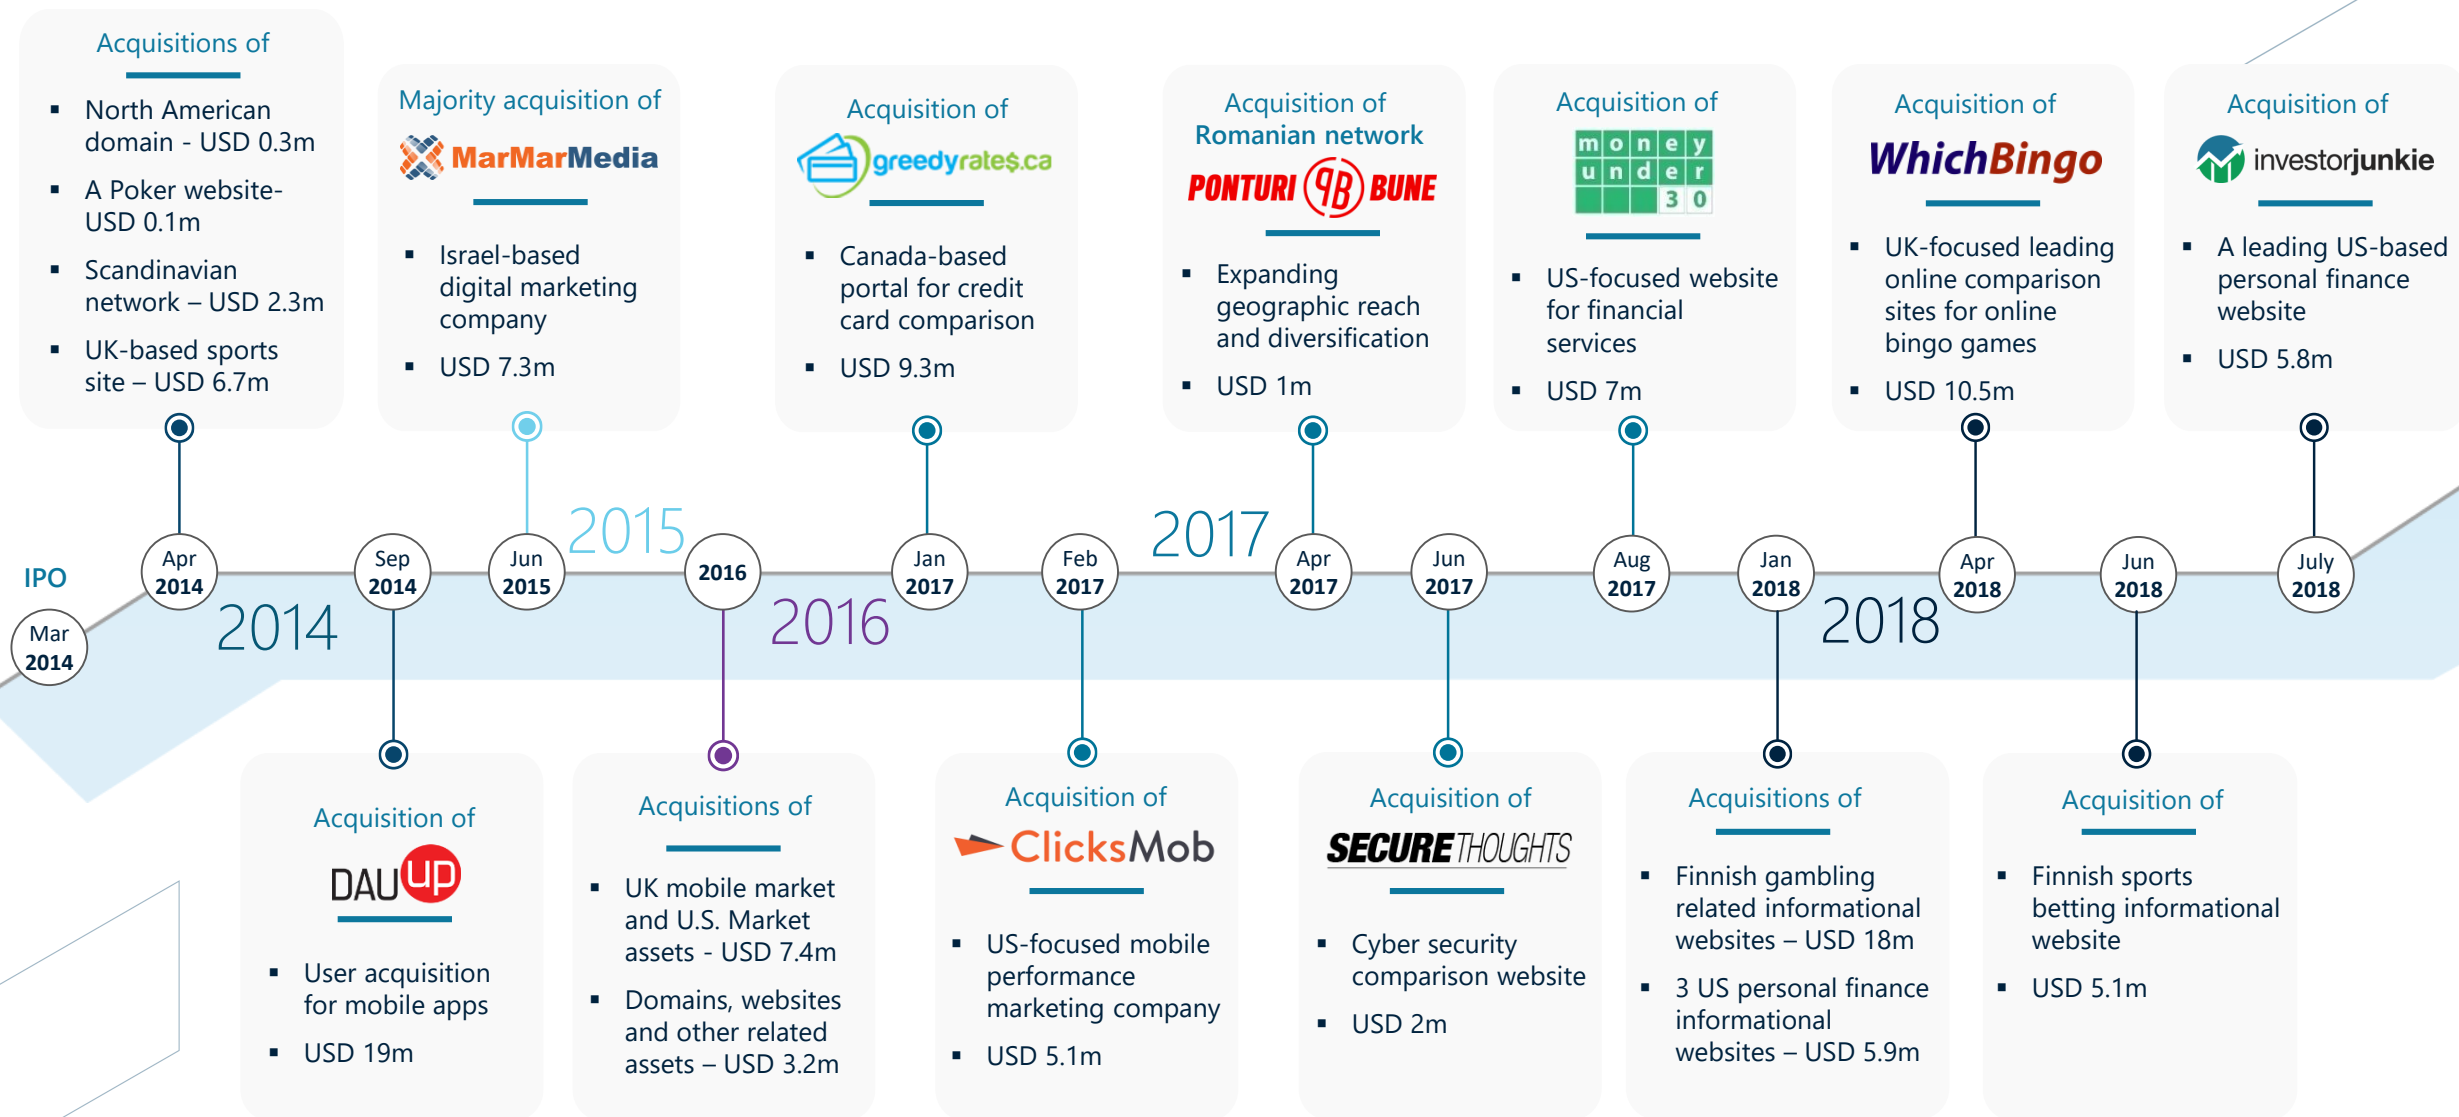 Acquisitions of
▪ North American
domain - USD 0.3m
▪ A Poker website-
USD 0.1m
▪ Scandinavian
network – USD 2.3m
▪ UK-based sports
site – USD 6.7m
Majority acquisition of
MarMarMedia
▪ Israel-based
digital marketing
company
▪ USD 7.3m
Acquisition of
greedyrate$.ca
▪ Canada-based
portal for credit
card comparison
▪ USD 9.3m
Acquisition of
Romanian network
PONTURI PB BUNE
▪ Expanding
geographic reach
and diversification
▪ USD 1m
Acquisition of
money
under
30
▪ US-focused website
for financial
services
▪ USD 7m
Acquisition of
WhichBingo
▪ UK-focused leading
online comparison
sites for online
bingo games
▪ USD 10.5m
Acquisition of
investorjunkie
▪ A leading US-based
personal finance
website
▪ USD 5.8m
IPO
Mar
2014
Apr
2014
2014
Sep
2014
Jun
2015
2015
2016
2016
Jan
2017
Feb
2017
2017
Apr
2017
Jun
2017
Aug
2017
Jan
2018
2018
Apr
2018
Jun
2018
July
2018
Acquisition of
DAU UP
▪ User acquisition
for mobile apps
▪ USD 19m
Acquisitions of
▪ UK mobile market
and U.S. Market
assets - USD 7.4m
▪ Domains, websites
and other related
assets – USD 3.2m
Acquisition of
ClicksMob
▪ US-focused mobile
performance
marketing company
▪ USD 5.1m
Acquisition of
SECURE THOUGHTS
▪ Cyber security
comparison website
▪ USD 2m
Acquisitions of
▪ Finnish gambling
related informational
websites – USD 18m
▪ 3 US personal finance
informational
websites – USD 5.9m
Acquisition of
▪ Finnish sports
betting informational
website
▪ USD 5.1m